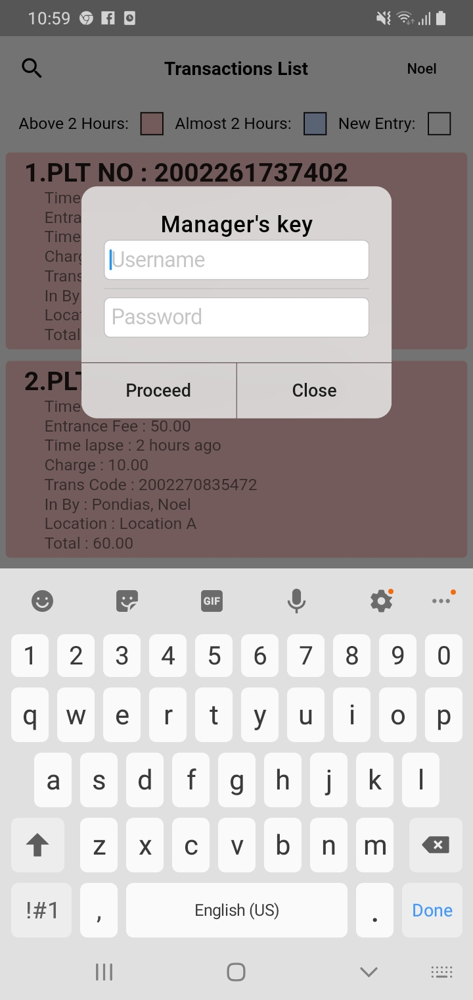 10:59
Transactions List
Noel
Above 2 Hours: Almost 2 Hours: New Entry:
1.PLT NO : 2002261737402
Time
Entra
Time
Charg
Trans
In By
Locat
Total
Manager's key
Username
Password
Proceed Close
2.PLT
Time
Entrance Fee : 50.00
Time lapse : 2 hours ago
Charge : 10.00
Trans Code : 2002270835472
In By : Pondias, Noel
Location : Location A
Total : 60.00
GIF
1 2 3 4 5 6 7 8 9 0
q w e r t y u i o p
a s d f g h j k l
z x c v b n m
!#1 , English (US) . Done